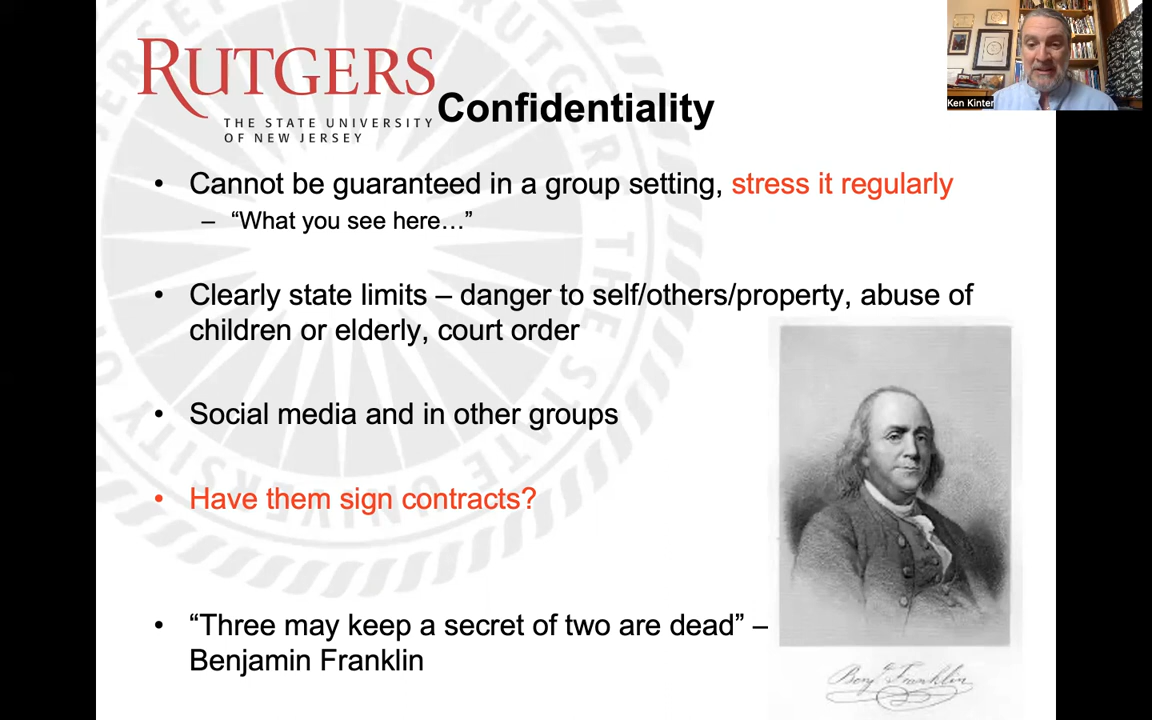 RUTGERS
THE STATE UNIVERSITY
OF NEW JERSEY
Confidentiality
Ken Kinter
• Cannot be guaranteed in a group setting, stress it regularly
– “What you see here…”
• Clearly state limits – danger to self/others/property, abuse of
children or elderly, court order
• Social media and in other groups
• Have them sign contracts?
• “Three may keep a secret of two are dead” –
Benjamin Franklin
Benj. Franklin